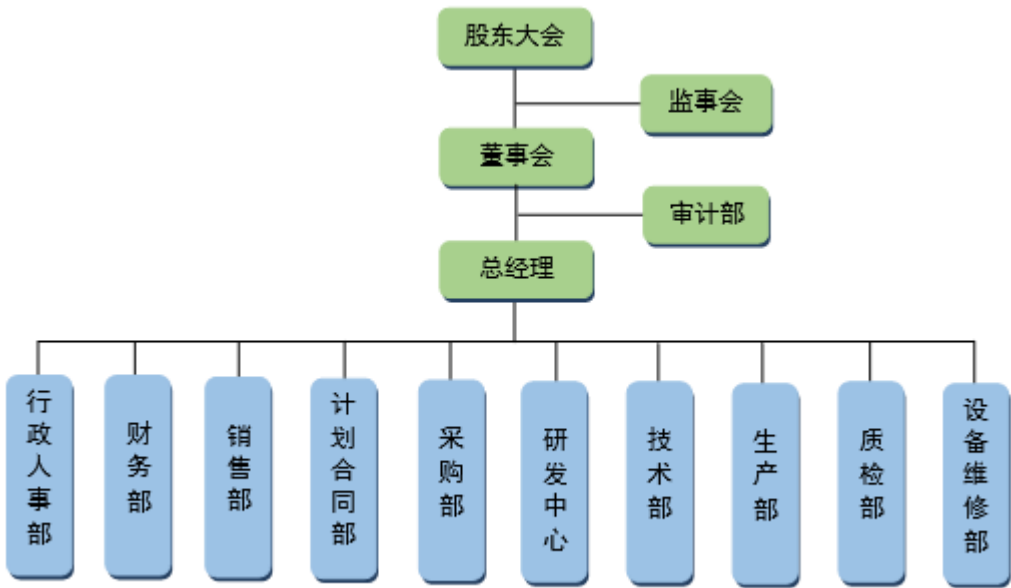 股东大会
监事会
董事会
审计部
总经理
行政人事部
财务部
销售部
计划合同部
采购部
研发中心
技术部
生产部
质检部
设备维修部